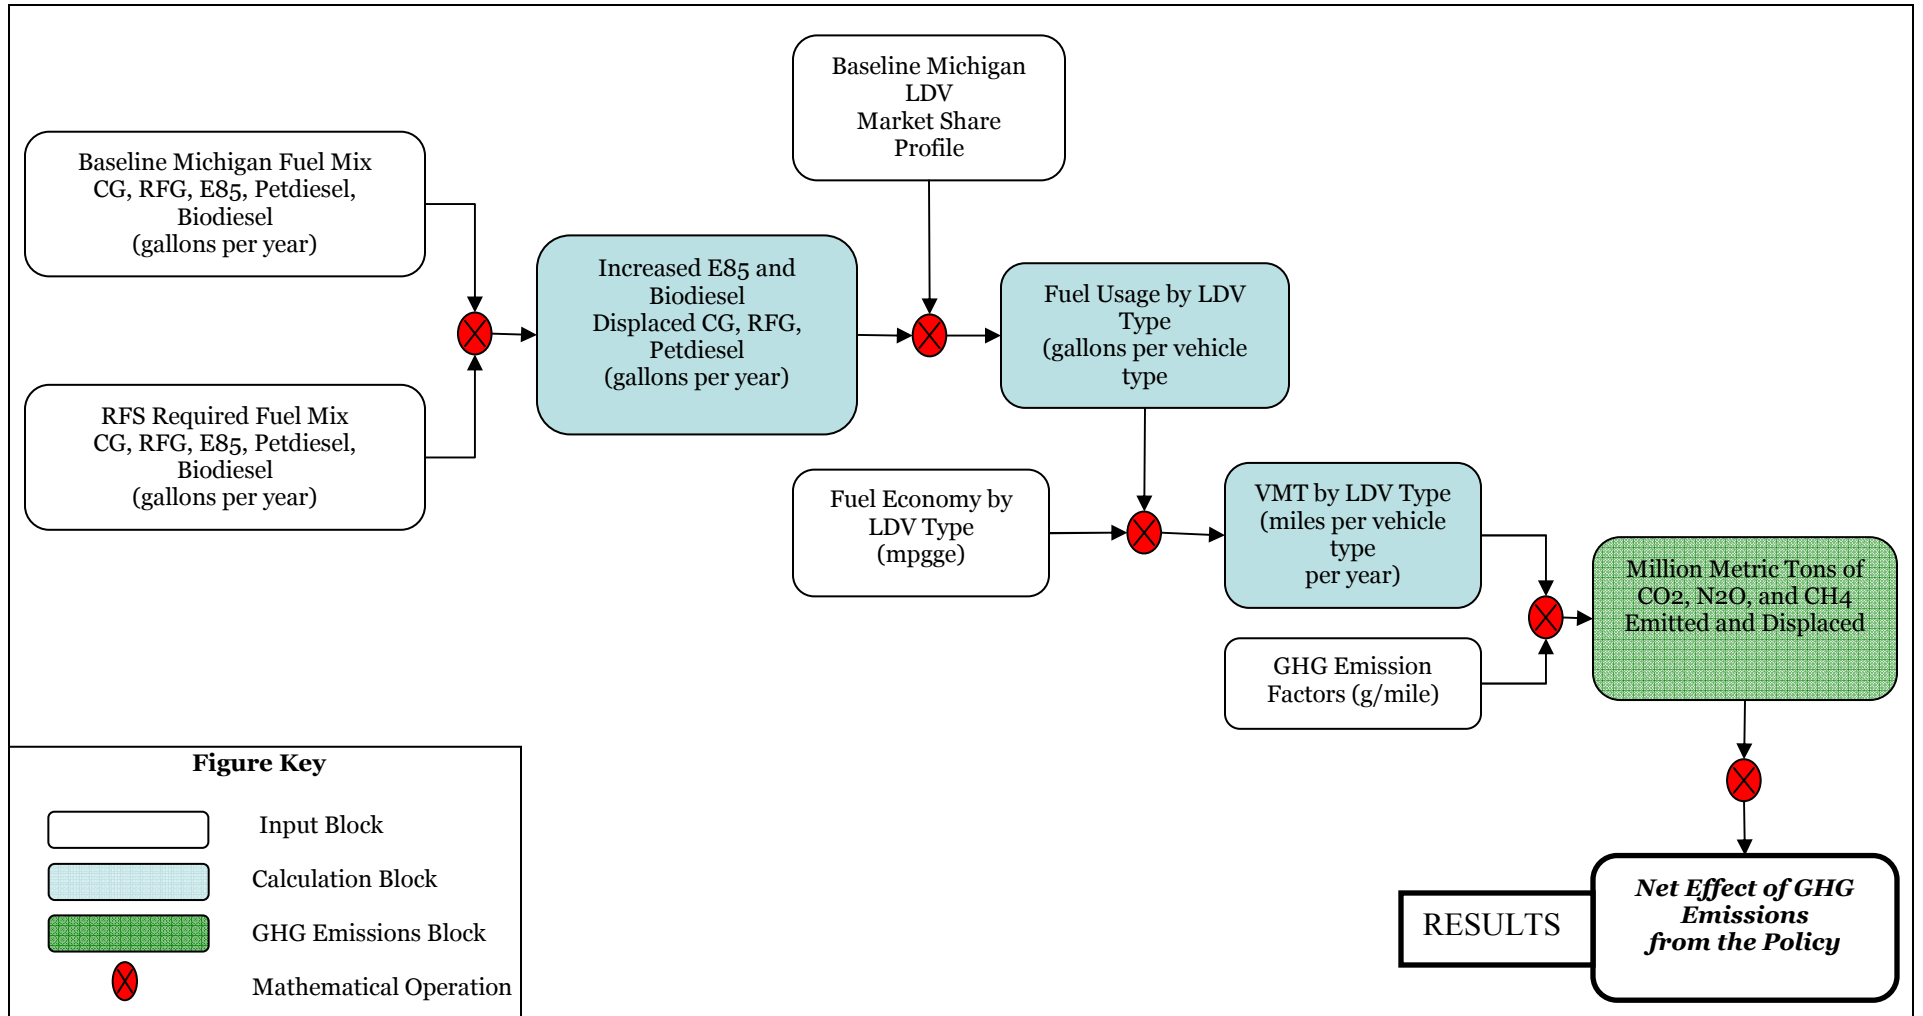 Baseline Michigan
LDV
Market Share
Profile
Baseline Michigan Fuel Mix
CG, RFG, E85, Petdiesel,
Biodiesel
(gallons per year)
Increased E85 and
Biodiesel
Displaced CG, RFG,
Petdiesel
(gallons per year)
Fuel Usage by LDV
Type
(gallons per vehicle
type
RFS Required Fuel Mix
CG, RFG, E85, Petdiesel,
Biodiesel
(gallons per year)
Fuel Economy by
LDV Type
(mpgge)
VMT by LDV Type
(miles per vehicle
type
per year)
Million Metric Tons of
CO2, N2O, and CH4
Emitted and Displaced
GHG Emission
Factors (g/mile)
Figure Key
Input Block
Calculation Block
GHG Emissions Block
Mathematical Operation
RESULTS
Net Effect of GHG
Emissions
from the Policy